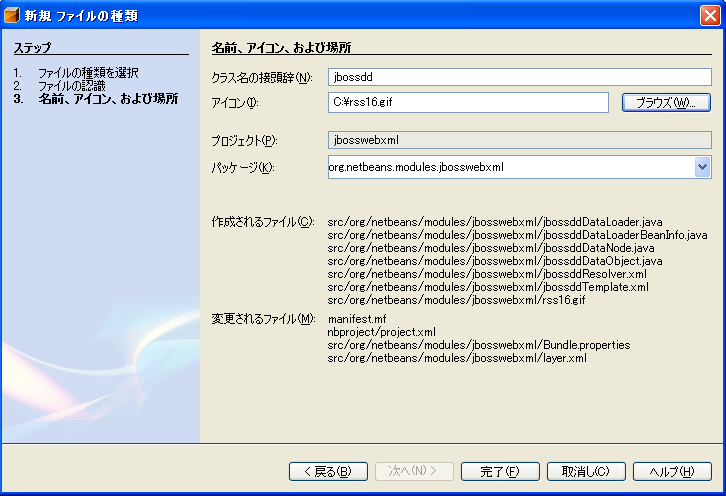 新規 ファイルの種類
ステップ
1. ファイルの種類を選択
2. ファイルの認識
3. 名前、アイコン、および場所
名前、アイコン、および場所
クラス名の接頭辞(N): jbossdd
アイコン(I): C:¥rss16.gif ブラウズ(W)...
プロジェクト(P): jbosswebxml
パッケージ(K): org.netbeans.modules.jbosswebxml
作成されるファイル(C): src/org/netbeans/modules/jbosswebxml/jbossddDataLoader.java
src/org/netbeans/modules/jbosswebxml/jbossddDataLoaderBeanInfo.java
src/org/netbeans/modules/jbosswebxml/jbossddDataNode.java
src/org/netbeans/modules/jbosswebxml/jbossddDataObject.java
src/org/netbeans/modules/jbosswebxml/jbossddResolver.xml
src/org/netbeans/modules/jbosswebxml/jbossddTemplate.xml
src/org/netbeans/modules/jbosswebxml/rss16.gif
変更されるファイル(M): manifest.mf
nbproject/project.xml
src/org/netbeans/modules/jbosswebxml/Bundle.properties
src/org/netbeans/modules/jbosswebxml/layer.xml
< 戻る(B) 次へ(N) > 完了(F) 取消し(C) ヘルプ(H)